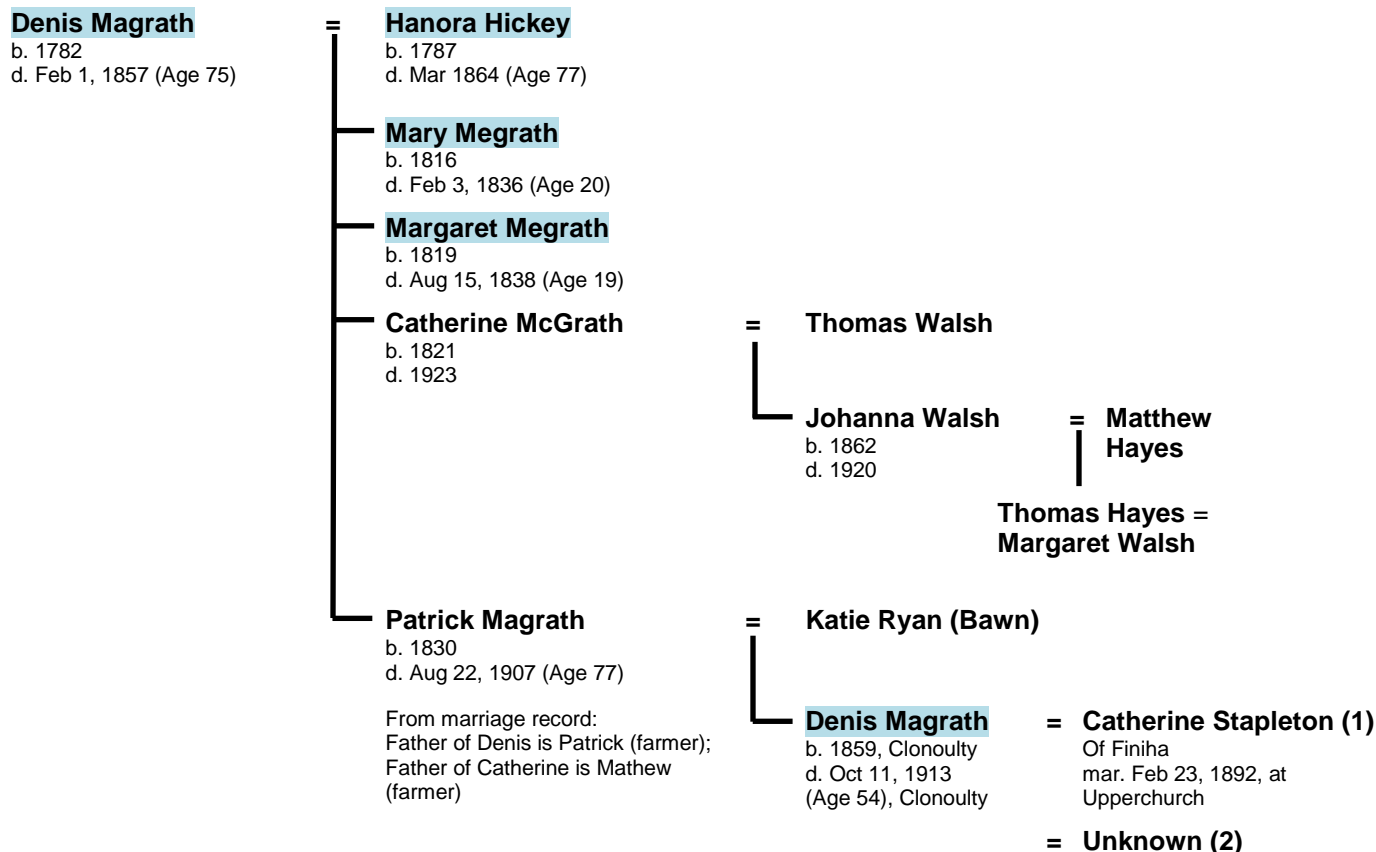 Denis Magrath = Hanora Hickey
b. 1782 b. 1787
d. Feb 1, 1857 (Age 75) d. Mar 1864 (Age 77)
Mary Megrath
b. 1816
d. Feb 3, 1836 (Age 20)
Margaret Megrath
b. 1819
d. Aug 15, 1838 (Age 19)
Catherine McGrath = Thomas Walsh
b. 1821
d. 1923
Johanna Walsh = Matthew
b. 1862 Hayes
d. 1920
Thomas Hayes =
Margaret Walsh
Patrick Magrath = Katie Ryan (Bawn)
b. 1830
d. Aug 22, 1907 (Age 77)
From marriage record:
Father of Denis is Patrick (farmer);
Father of Catherine is Mathew
(farmer)
Denis Magrath = Catherine Stapleton (1)
b. 1859, Clonoulty Of Finiha
d. Oct 11, 1913 mar. Feb 23, 1892, at
(Age 54), Clonoulty Upperchurch
= Unknown (2)